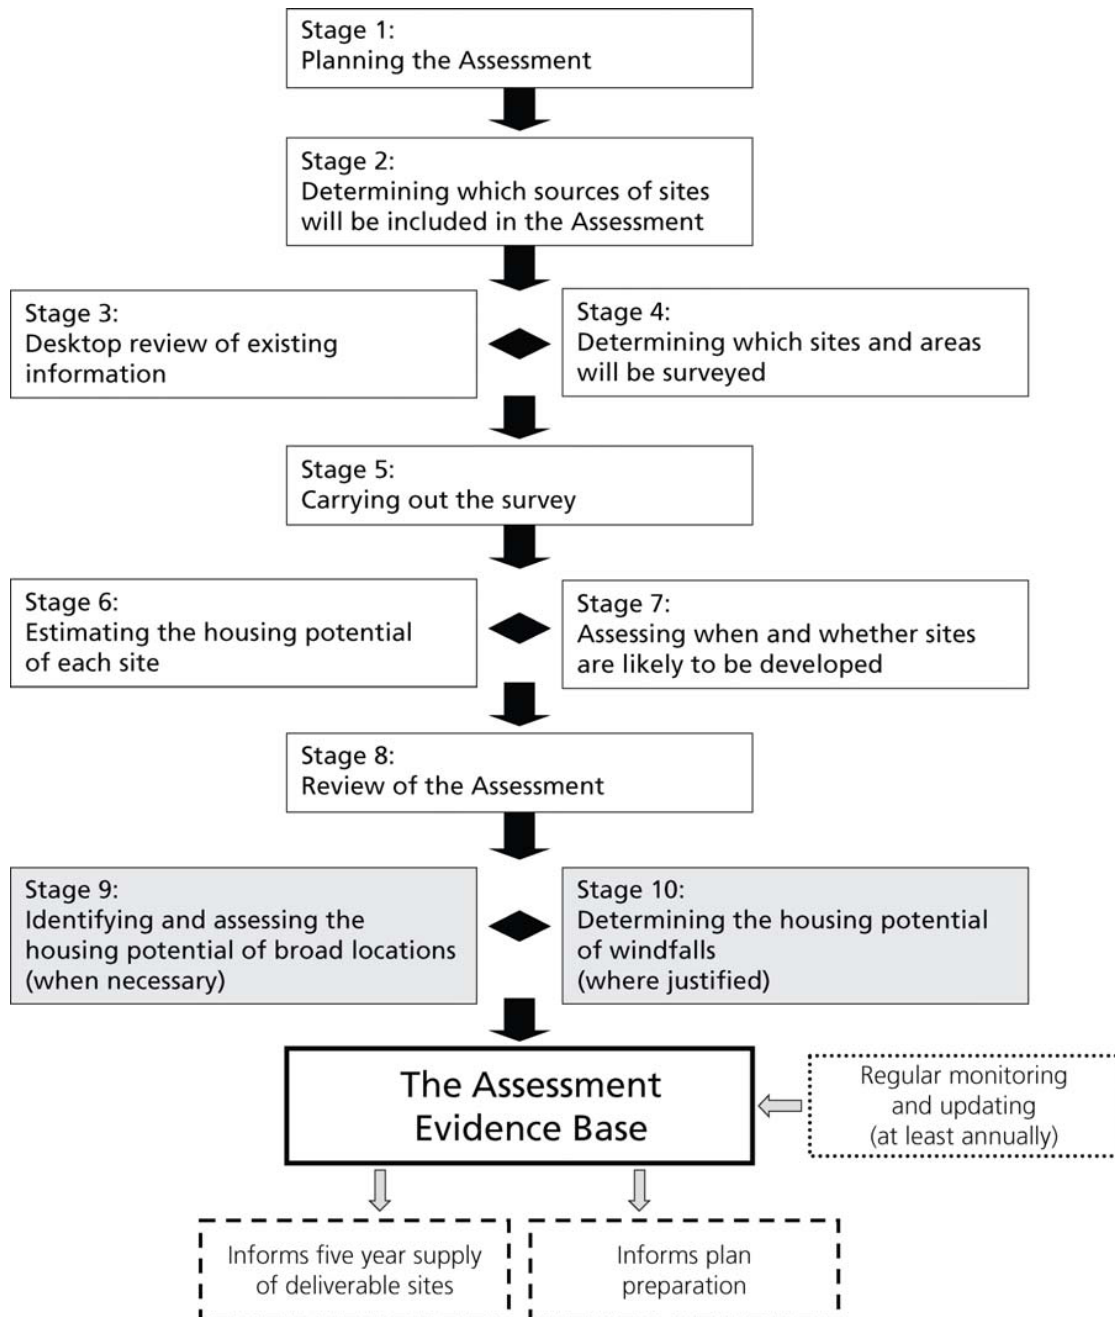 Stage 1:
Planning the Assessment
Stage 2:
Determining which sources of sites
will be included in the Assessment
Stage 3:
Desktop review of existing
information
Stage 4:
Determining which sites and areas
will be surveyed
Stage 5:
Carrying out the survey
Stage 6:
Estimating the housing potential
of each site
Stage 7:
Assessing when and whether sites
are likely to be developed
Stage 8:
Review of the Assessment
Stage 9:
Identifying and assessing the
housing potential of broad locations
(when necessary)
Stage 10:
Determining the housing potential
of windfalls
(where justified)
The Assessment
Evidence Base
Regular monitoring
and updating
(at least annually)
Informs five year supply
of deliverable sites
Informs plan
preparation